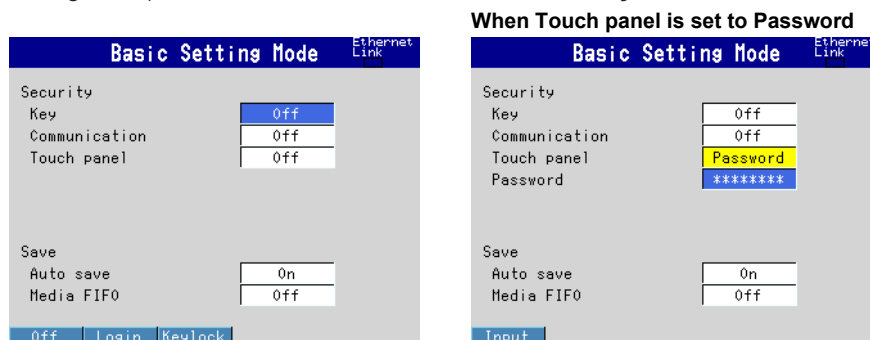 When Touch panel is set to Password
Basic Setting Mode
Ethernet
Link
Security
Key Off
Communication Off
Touch panel Off
Save
Auto save On
Media FIFO Off
Off Login Keylock
Basic Setting Mode
Link
Security
Key Off
Communication Off
Touch panel Password
Password ********
Save
Auto save On
Media FIFO Off
Input